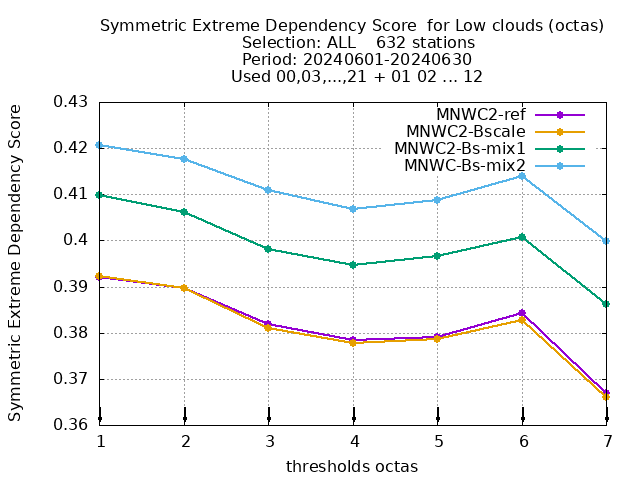 Symmetric Extreme Dependency Score  for Low clouds (octas)
Selection: ALL    632 stations
Period: 20240601-20240630
Used 00,03,...,21 + 01 02 ... 12
Symmetric Extreme Dependency Score
0.43
0.42
0.41
0.4
0.39
0.38
0.37
0.36
MNWC2-ref
MNWC2-Bscale
MNWC2-Bs-mix1
MNWC-Bs-mix2
1 2 3 4 5 6 7
thresholds octas